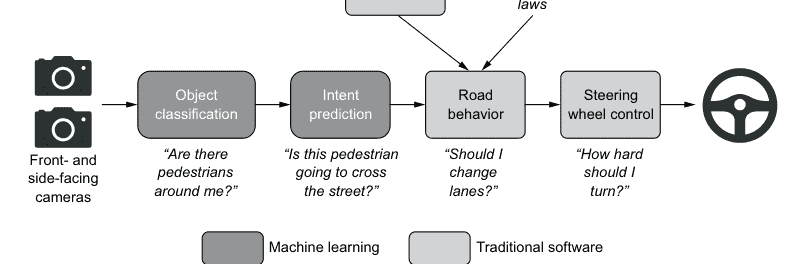 laws
Object
classification
Intent
prediction
Road
behavior
Steering
wheel control
Front- and
side-facing
cameras
“Are there
pedestrians
around me?”
“Is this pedestrian
going to cross
the street?”
“Should I
change
lanes?”
“How hard
should I
turn?”
Machine learning
Traditional software